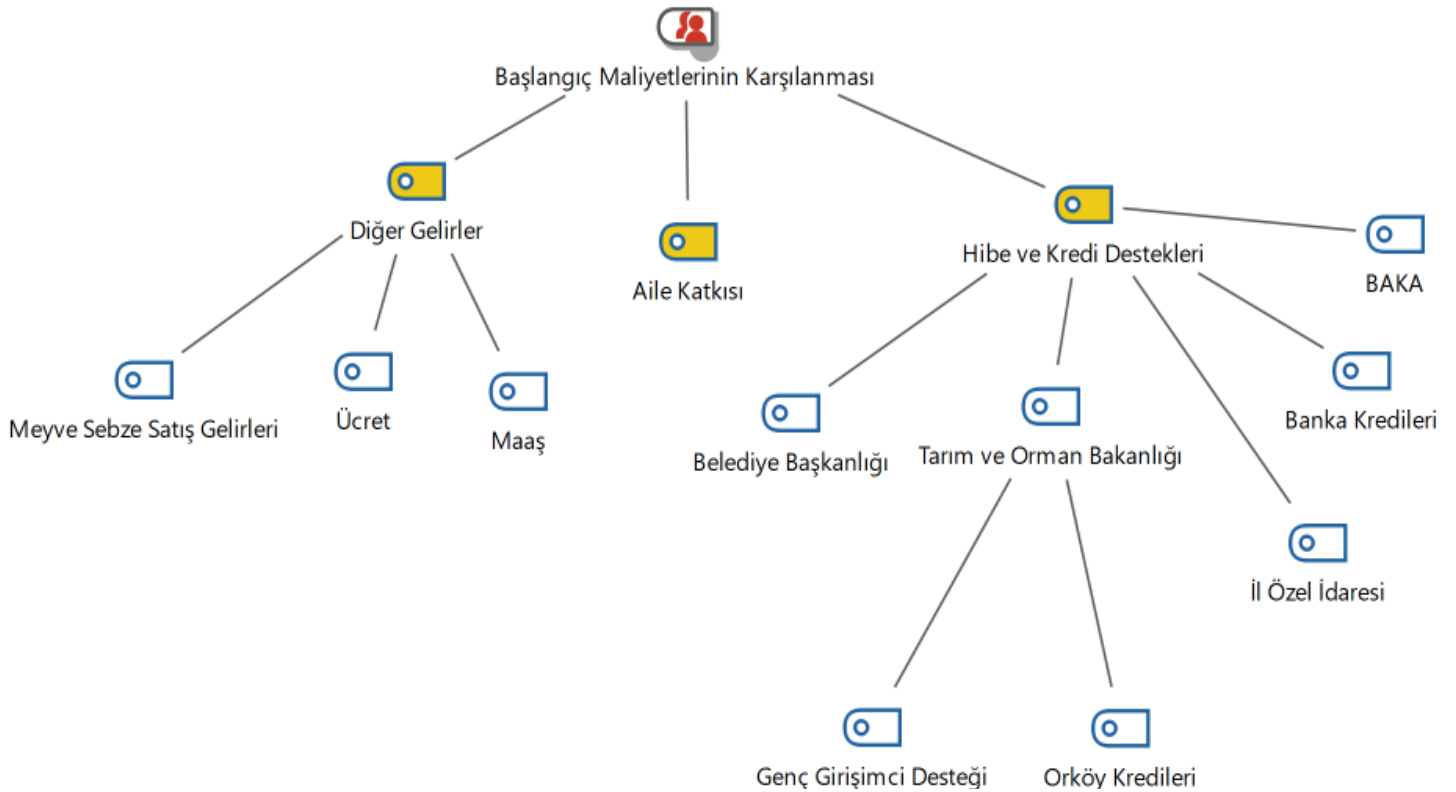 Başlangıç Maliyetlerinin Karşılanması
Diğer Gelirler
Aile Katkısı
Hibe ve Kredi Destekleri
BAKA
Meyve Sebze Satış Gelirleri
Ücret
Maaş
Belediye Başkanlığı
Tarım ve Orman Bakanlığı
Banka Kredileri
İl Özel İdaresi
Genç Girişimci Desteği
Orköy Kredileri